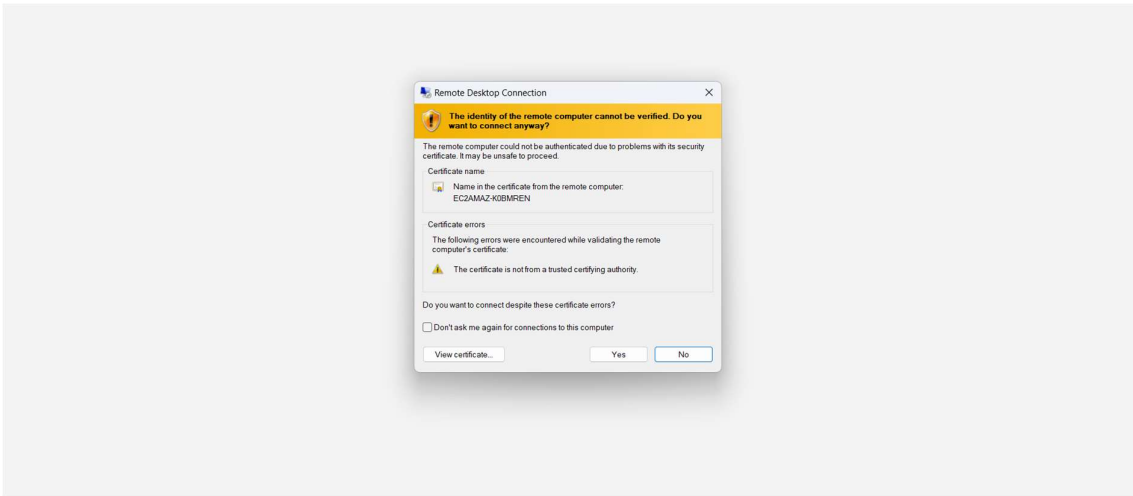 Remote Desktop Connection
The identity of the remote computer cannot be verified. Do you
want to connect anyway?
The remote computer could not be authenticated due to problems with its security
certificate. It may be unsafe to proceed.
Certificate name
Name in the certificate from the remote computer:
EC2AMAZ-K0BMREN
Certificate errors
The following errors were encountered while validating the remote
computer's certificate:
The certificate is not from a trusted certifying authority.
Do you want to connect despite these certificate errors?
Don't ask me again for connections to this computer
View certificate...
Yes
No